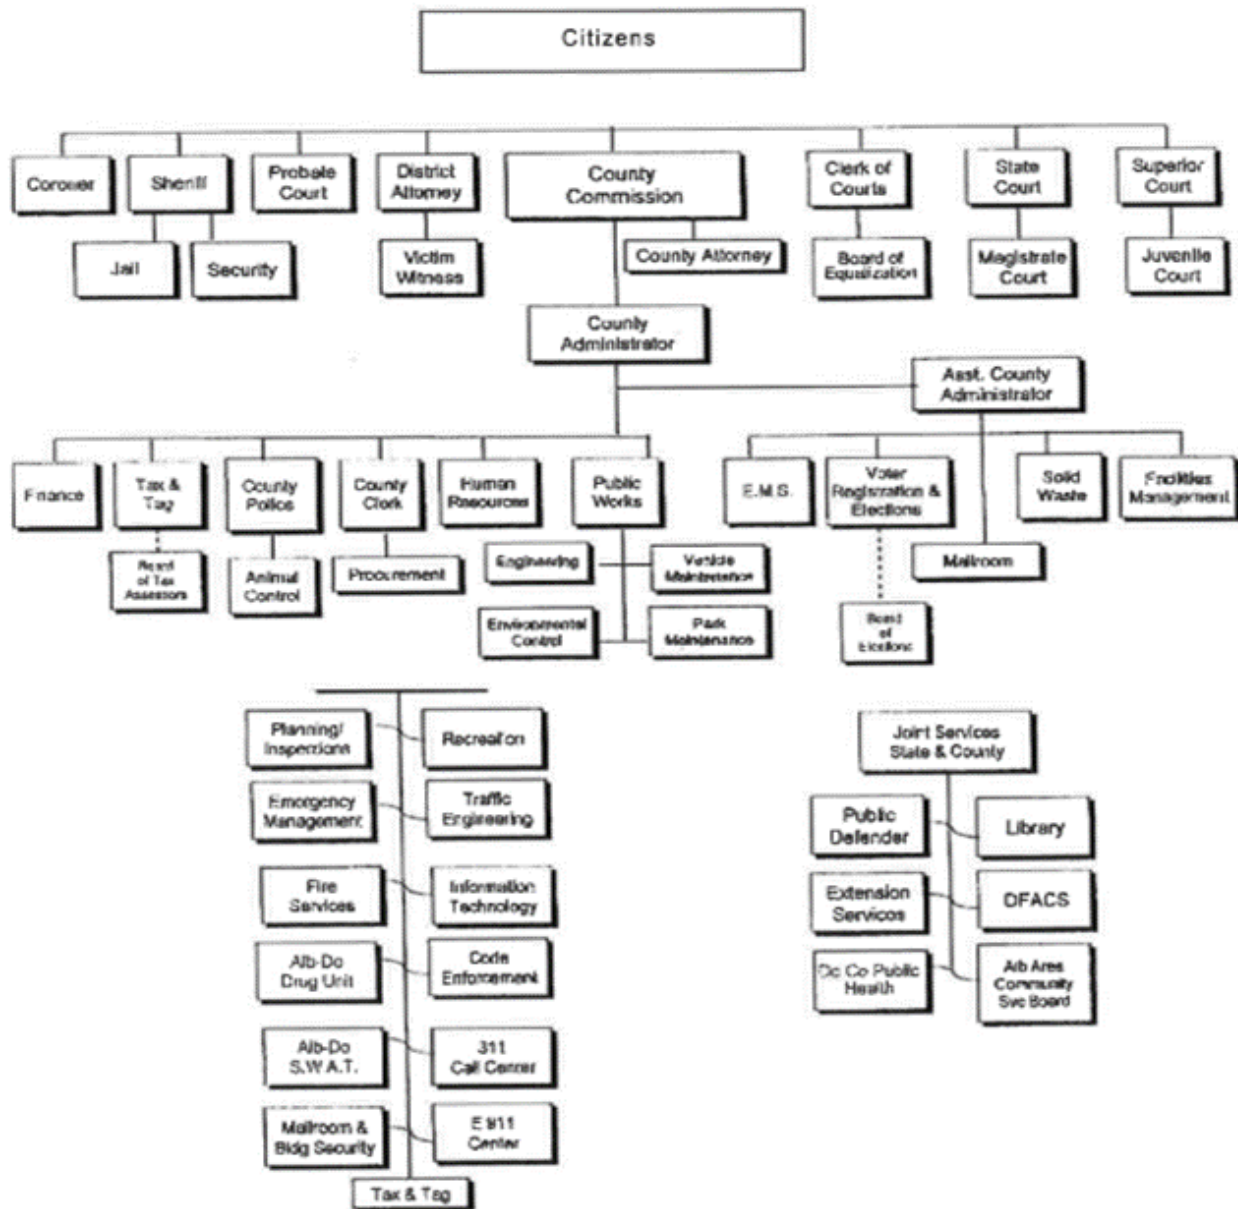 Citizens
Coroner
Sheriff
Probate
Court
District
Attorney
County
Commission
Clerk of
Courts
State
Court
Superior
Court
Jail
Security
Victim
Witness
County Attorney
Board of
Equalization
Magistrate
Court
Juvenile
Court
County
Administrator
Asst. County
Administrator
Finance
Tax &
Tag
County
Police
County
Clerk
Human
Resources
Public
Works
E.M.S.
Voter
Registration &
Elections
Solid
Waste
Facilities
Management
Board
of Tax
Assessors
Animal
Control
Procurement
Engineering
Vehicle
Maintenance
Mailroom
Environmental
Control
Park
Maintenance
Board
of
Elections
Planning/
Inspections
Recreation
Emergency
Management
Traffic
Engineering
Fire
Services
Information
Technology
Alb-Do
Drug Unit
Code
Enforcement
Alb-Do
S.W.A.T.
311
Call Center
Mailroom &
Bldg Security
E 911
Center
Tax & Tag
Joint Services
State & County
Public
Defender
Library
Extension
Services
DFACS
Do Co Public
Health
Alb Area
Community
Svc Board